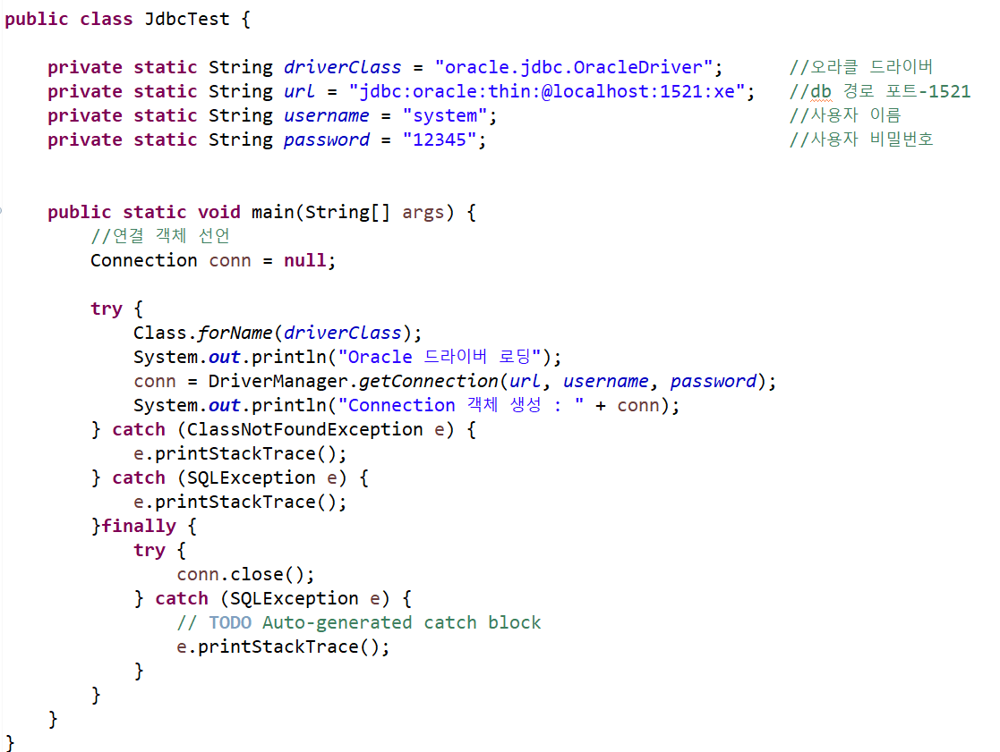 public class JdbcTest {
private static String driverClass = "oracle.jdbc.OracleDriver"; //오라클 드라이버
private static String url = "jdbc:oracle:thin:@localhost:1521:xe"; //db 경로 포트-1521
private static String username = "system"; //사용자 이름
private static String password = "12345"; //사용자 비밀번호
public static void main(String[] args) {
//연결 객체 선언
Connection conn = null;
try {
Class.forName(driverClass);
System.out.println("Oracle 드라이버 로딩");
conn = DriverManager.getConnection(url, username, password);
System.out.println("Connection 객체 생성 : " + conn);
} catch (ClassNotFoundException e) {
e.printStackTrace();
} catch (SQLException e) {
e.printStackTrace();
}finally {
try {
conn.close();
} catch (SQLException e) {
// TODO Auto-generated catch block
e.printStackTrace();
}
}
}
}